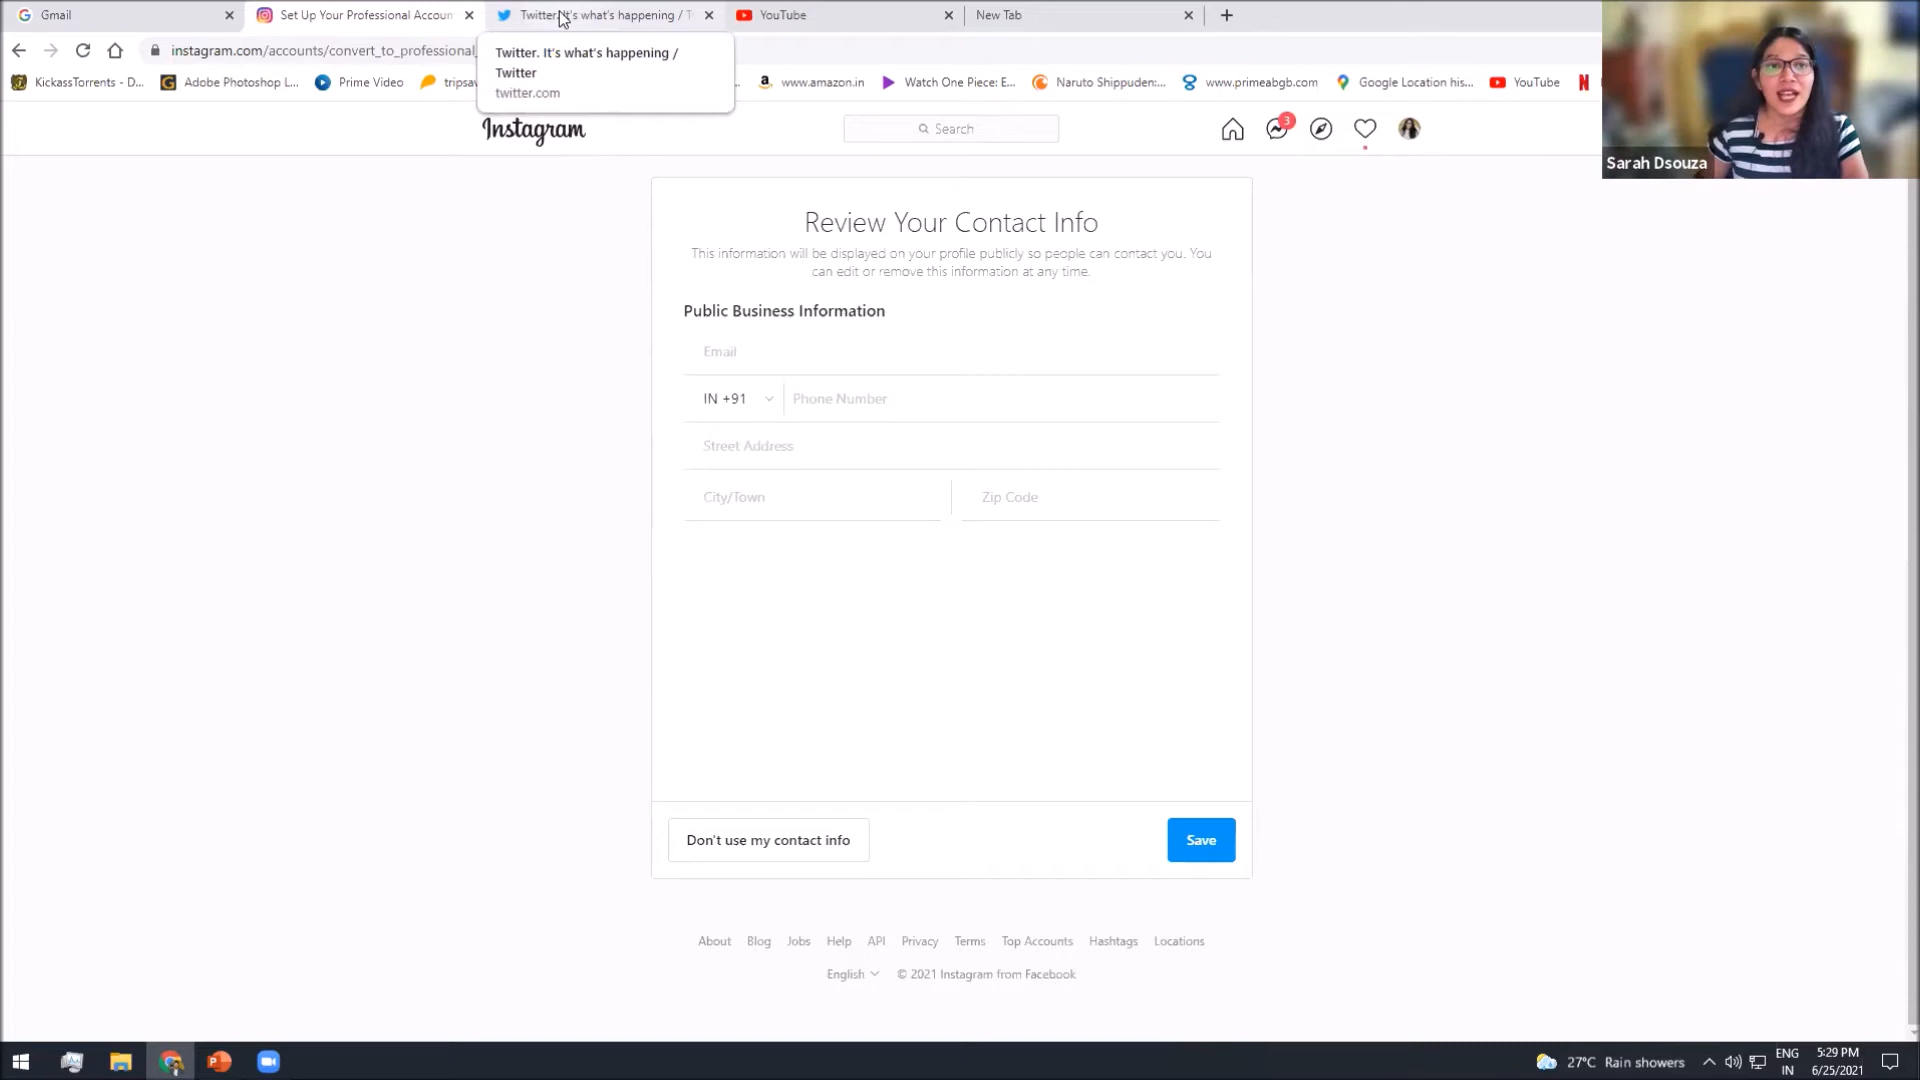 Gmail
Set Up Your Professional Accoun
Twitter. It's what's happening /
YouTube
New Tab
instagram.com/accounts/convert_to_professional_
Twitter. It's what's happening /
Twitter
twitter.com
KickassTorrents - D...
Adobe Photoshop L...
Prime Video
tripsav
www.amazon.in
Watch One Piece: E...
Naruto Shippuden:...
www.primeabgb.com
Google Location his...
YouTube
Instagram
Search
3
Sarah Dsouza
Review Your Contact Info
This information will be displayed on your profile publicly so people can contact you. You
can edit or remove this information at any time.
Public Business Information
Email
IN +91
Phone Number
Street Address
City/Town
Zip Code
Don't use my contact info
Save
About
Blog
Jobs
Help
API
Privacy
Terms
Top Accounts
Hashtags
Locations
English
© 2021 Instagram from Facebook
27°C Rain showers
ENG
IN
5:29 PM
6/25/2021